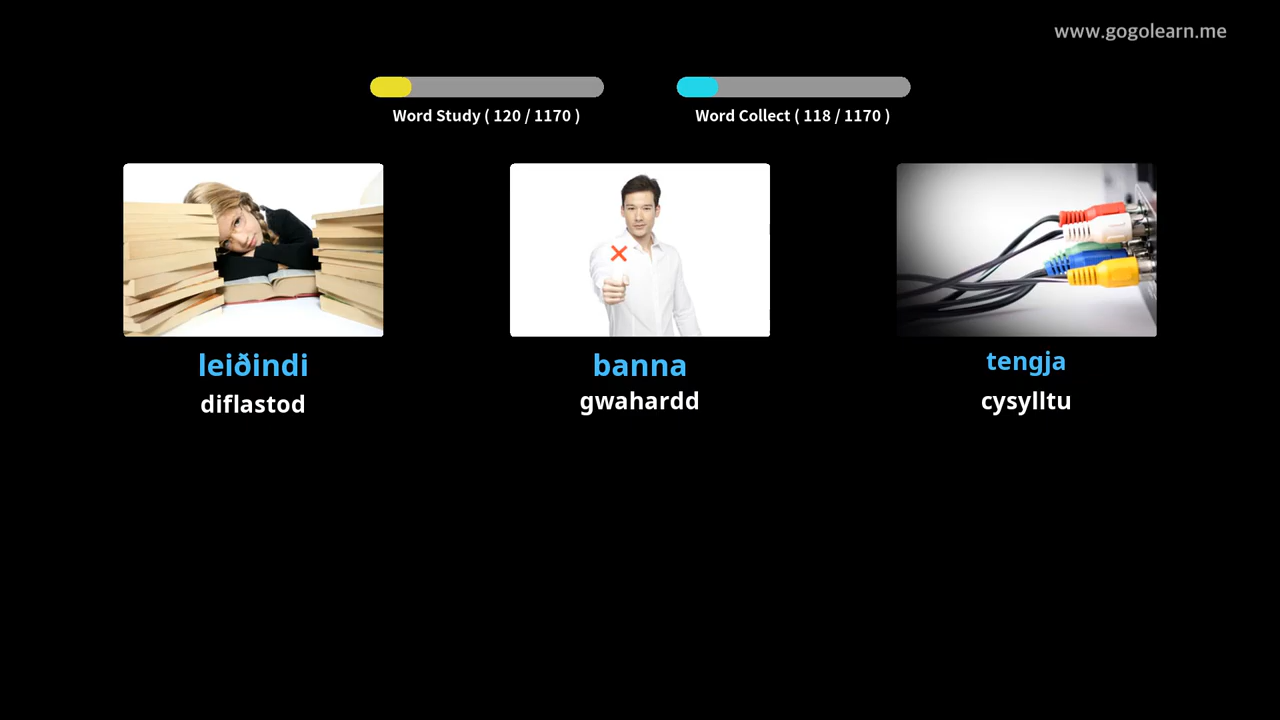 www.gogolearn.me
Word Study ( 120 / 1170 )
Word Collect ( 118 / 1170 )
leiðindi
diflastod
banna
gwahardd
tengja
cysylltu